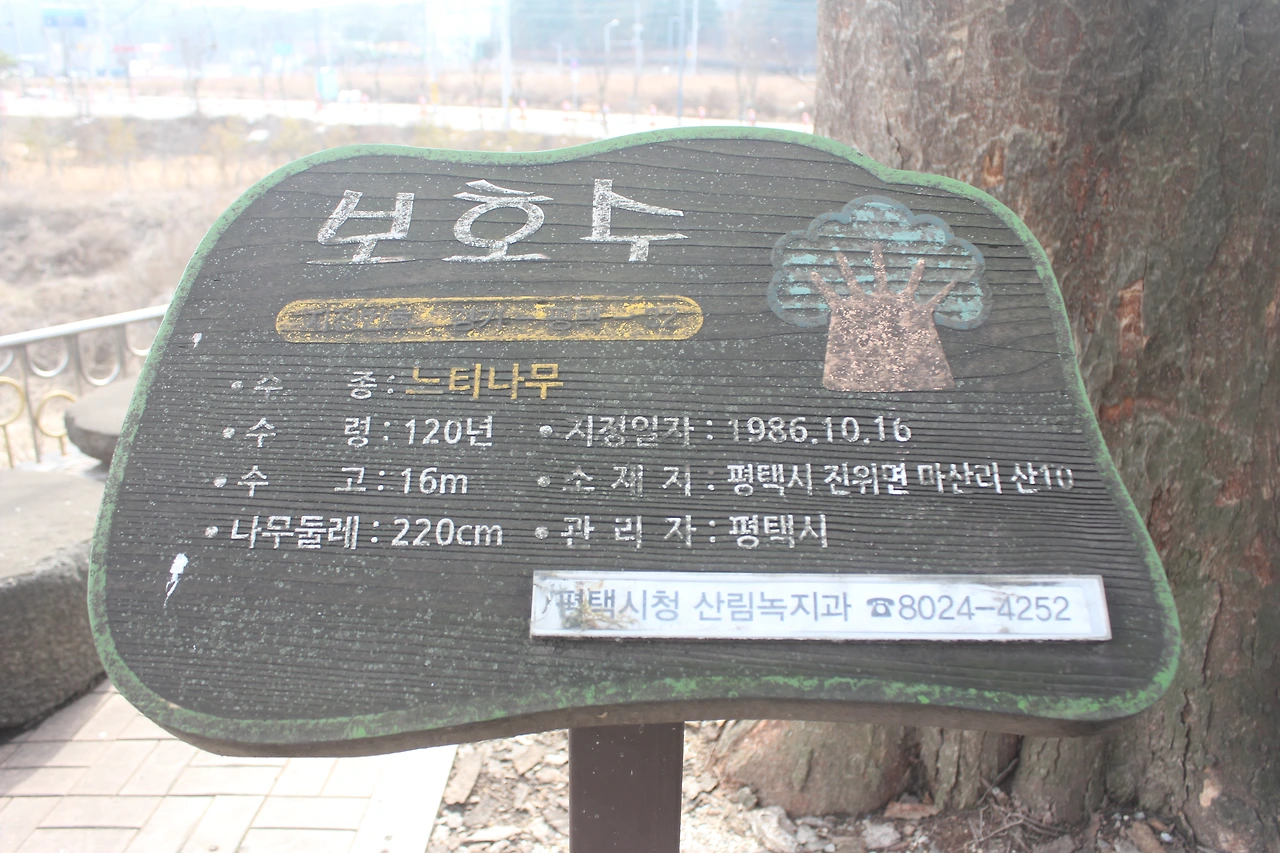 보호수
•수 종: 느티나무
•수 령: 120년 •지정일자: 1986.10.16
•수 고: 16m •소 재 지: 평택시 진위면 마산리 산10
•나무둘레: 220cm •관 리 자: 평택시
평택시청 산림녹지과 ☎8024-4252